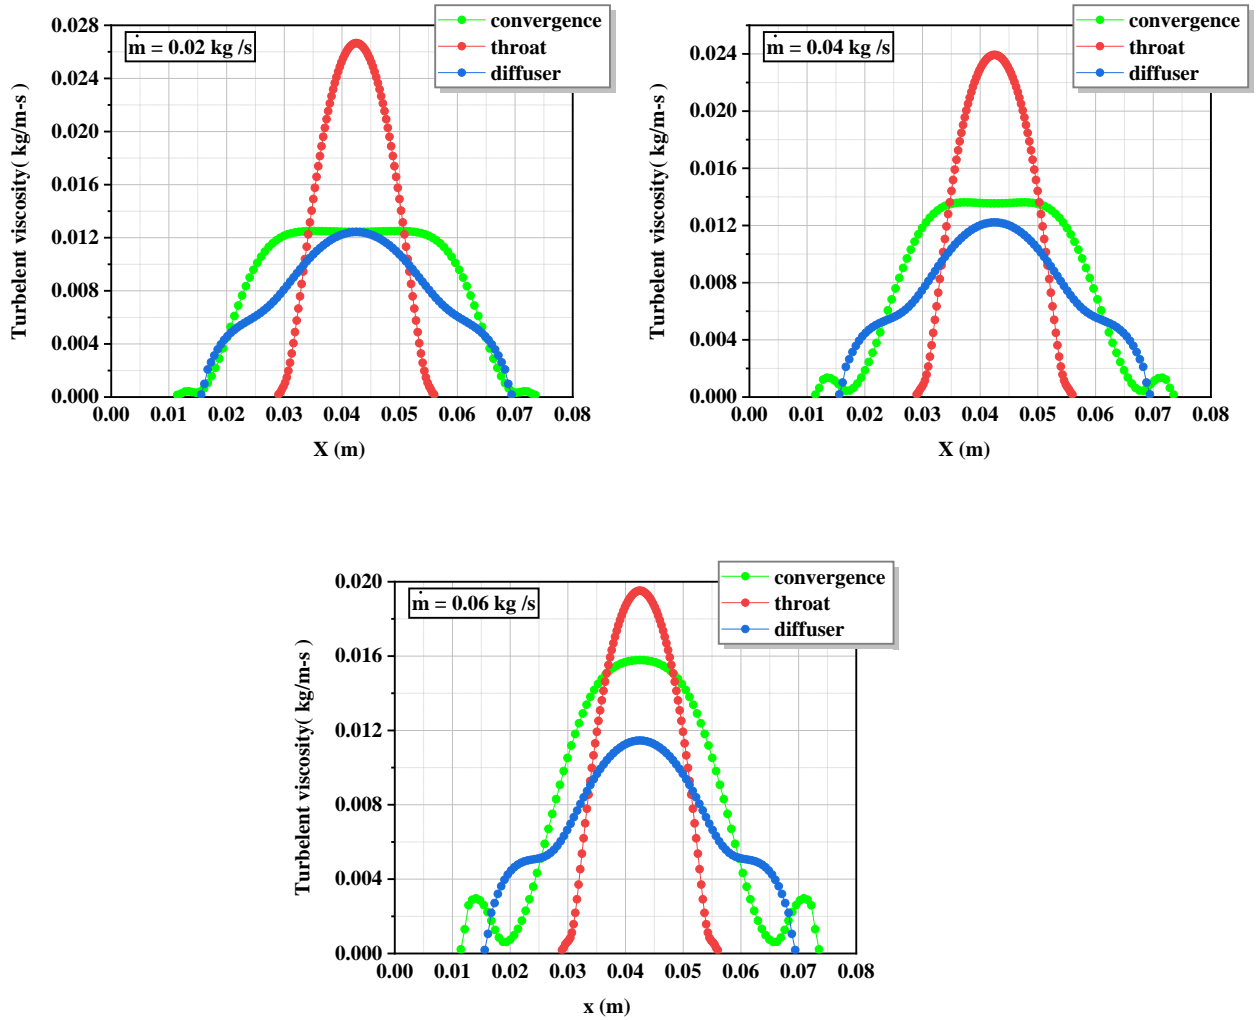 convergence
throat
diffuser
ṁ = 0.02 kg /s
Turbelent viscosity( kg/m-s )
0.028
0.024
0.020
0.016
0.012
0.008
0.004
0.000
0.00 0.01 0.02 0.03 0.04 0.05 0.06 0.07 0.08
X (m)
convergence
throat
diffuser
ṁ = 0.04 kg /s
Turbelent viscosity( kg/m-s )
0.024
0.020
0.016
0.012
0.008
0.004
0.000
0.00 0.01 0.02 0.03 0.04 0.05 0.06 0.07 0.08
X (m)
convergence
throat
diffuser
ṁ = 0.06 kg /s
Turbelent viscosity( kg/m-s )
0.020
0.016
0.012
0.008
0.004
0.000
0.00 0.01 0.02 0.03 0.04 0.05 0.06 0.07 0.08
x (m)